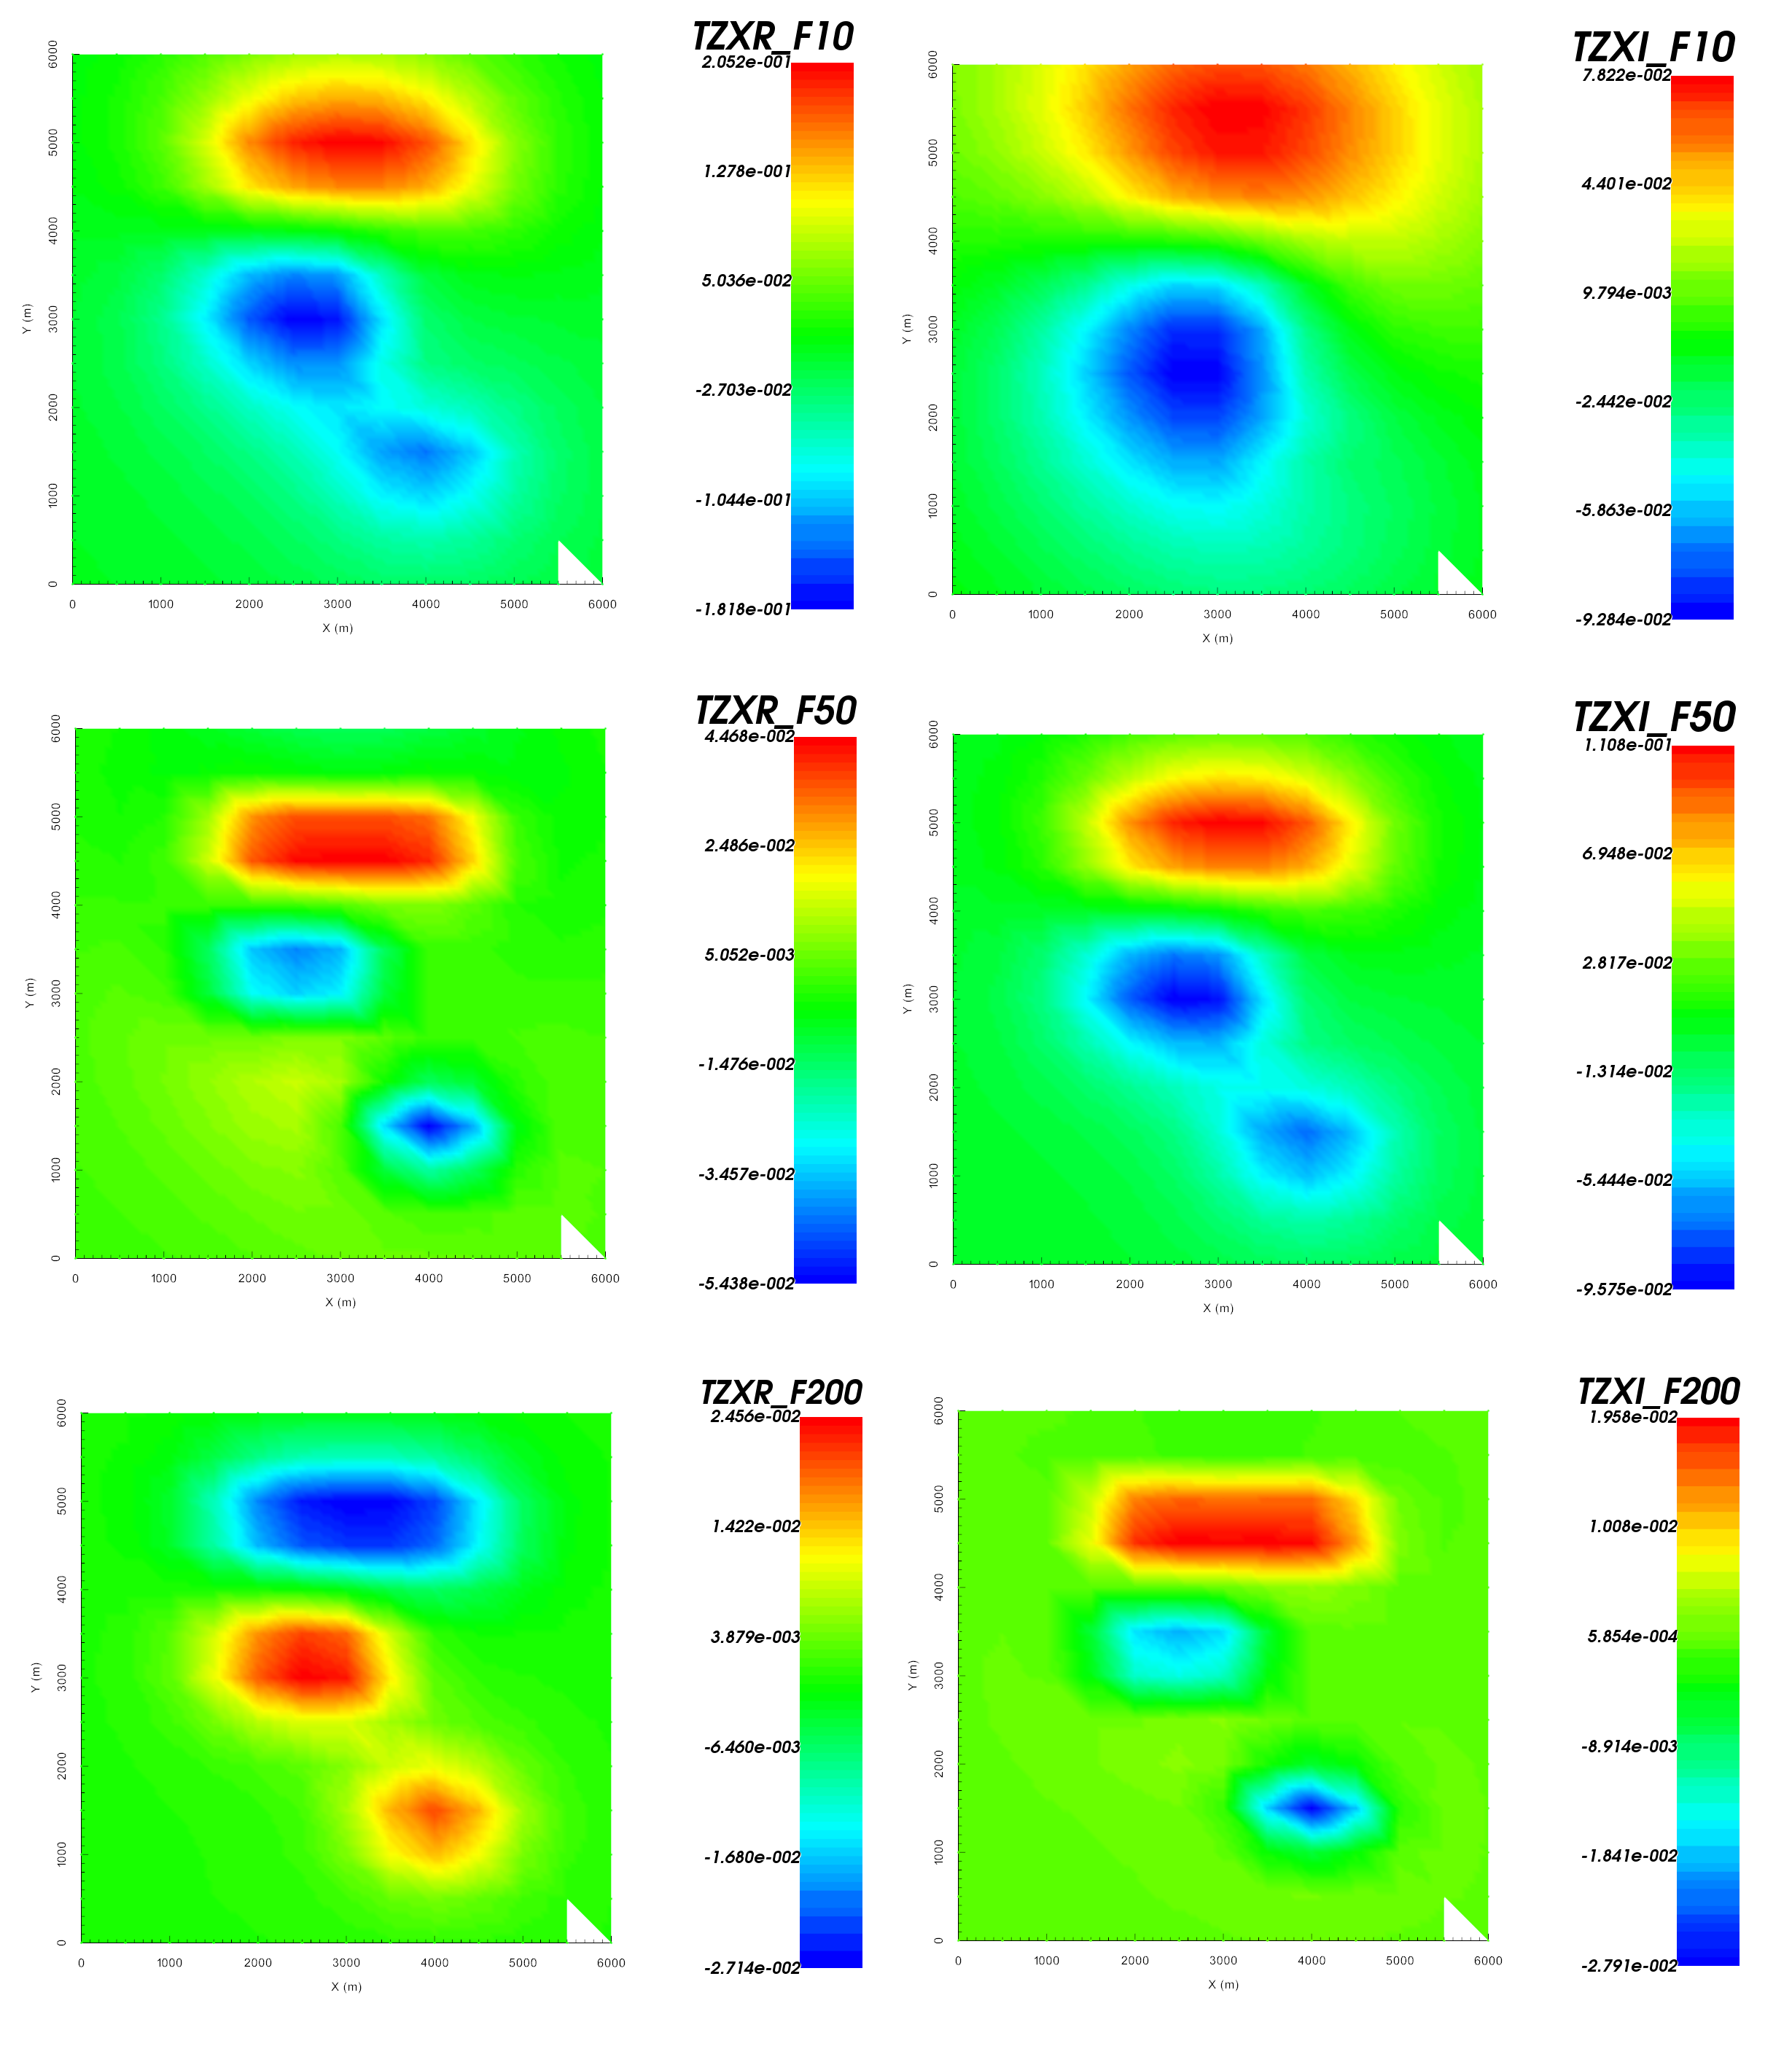 TZXR_F10
2.052e-001
1.278e-001
5.036e-002
-2.703e-002
-1.044e-001
-1.818e-001
6000
5000
4000
3000
2000
1000
0
Y (m)
0 1000 2000 3000 4000 5000 6000
X (m)
TZXI_F10
7.822e-002
4.401e-002
9.794e-003
-2.442e-002
-5.863e-002
-9.284e-002
6000
5000
4000
3000
2000
1000
0
Y (m)
0 1000 2000 3000 4000 5000 6000
X (m)
TZXR_F50
4.468e-002
2.486e-002
5.052e-003
-1.476e-002
-3.457e-002
-5.438e-002
6000
5000
4000
3000
2000
1000
0
Y (m)
0 1000 2000 3000 4000 5000 6000
X (m)
TZXI_F50
1.108e-001
6.948e-002
2.817e-002
-1.314e-002
-5.444e-002
-9.575e-002
6000
5000
4000
3000
2000
1000
0
Y (m)
0 1000 2000 3000 4000 5000 6000
X (m)
TZXR_F200
2.456e-002
1.422e-002
3.879e-003
-6.460e-003
-1.680e-002
-2.714e-002
6000
5000
4000
3000
2000
1000
0
Y (m)
0 1000 2000 3000 4000 5000 6000
X (m)
TZXI_F200
1.958e-002
1.008e-002
5.854e-004
-8.914e-003
-1.841e-002
-2.791e-002
6000
5000
4000
3000
2000
1000
0
Y (m)
0 1000 2000 3000 4000 5000 6000
X (m)